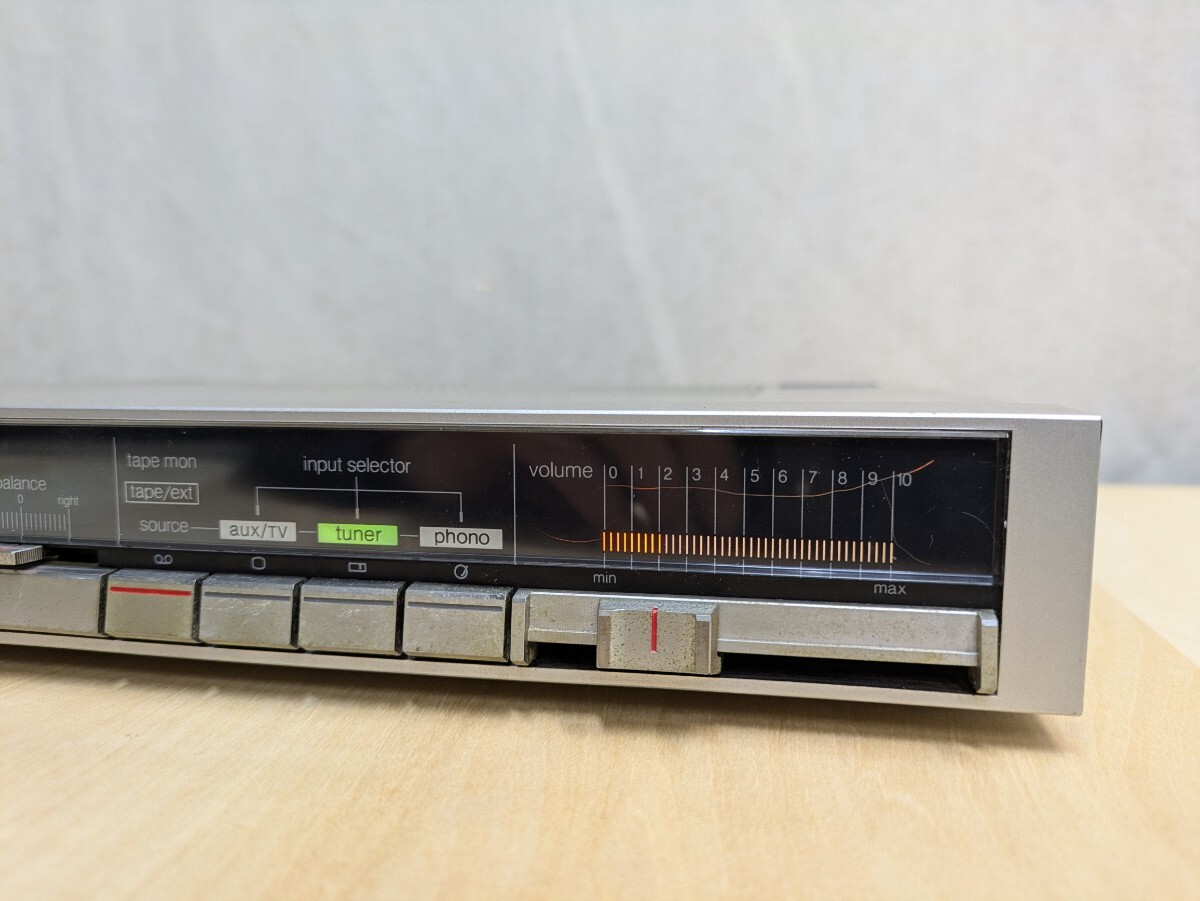 balance
0
right
tape mon
tape/ext
source
input selector
aux/TV
tuner
phono
volume
0 1 2 3 4 5 6 7 8 9 10
min
max